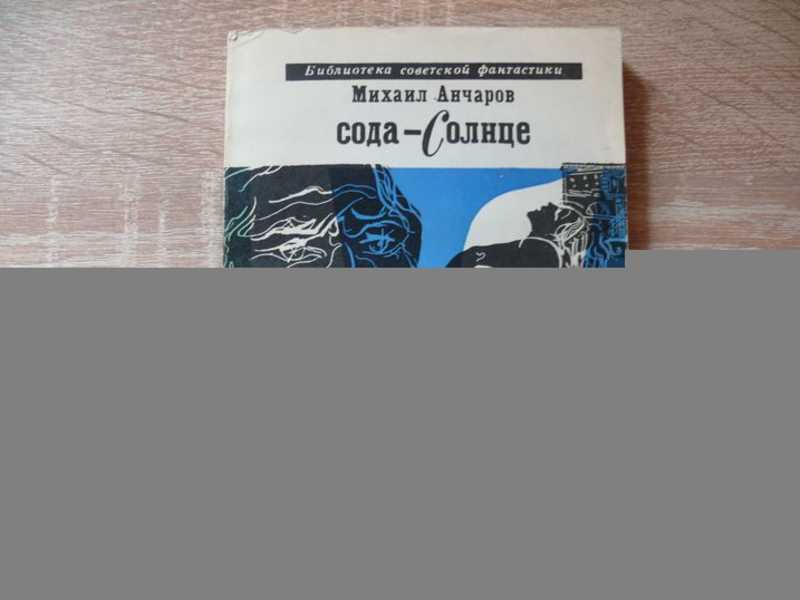 Библиотека советской фантастики
Михаил Анчаров
сода–Солнце